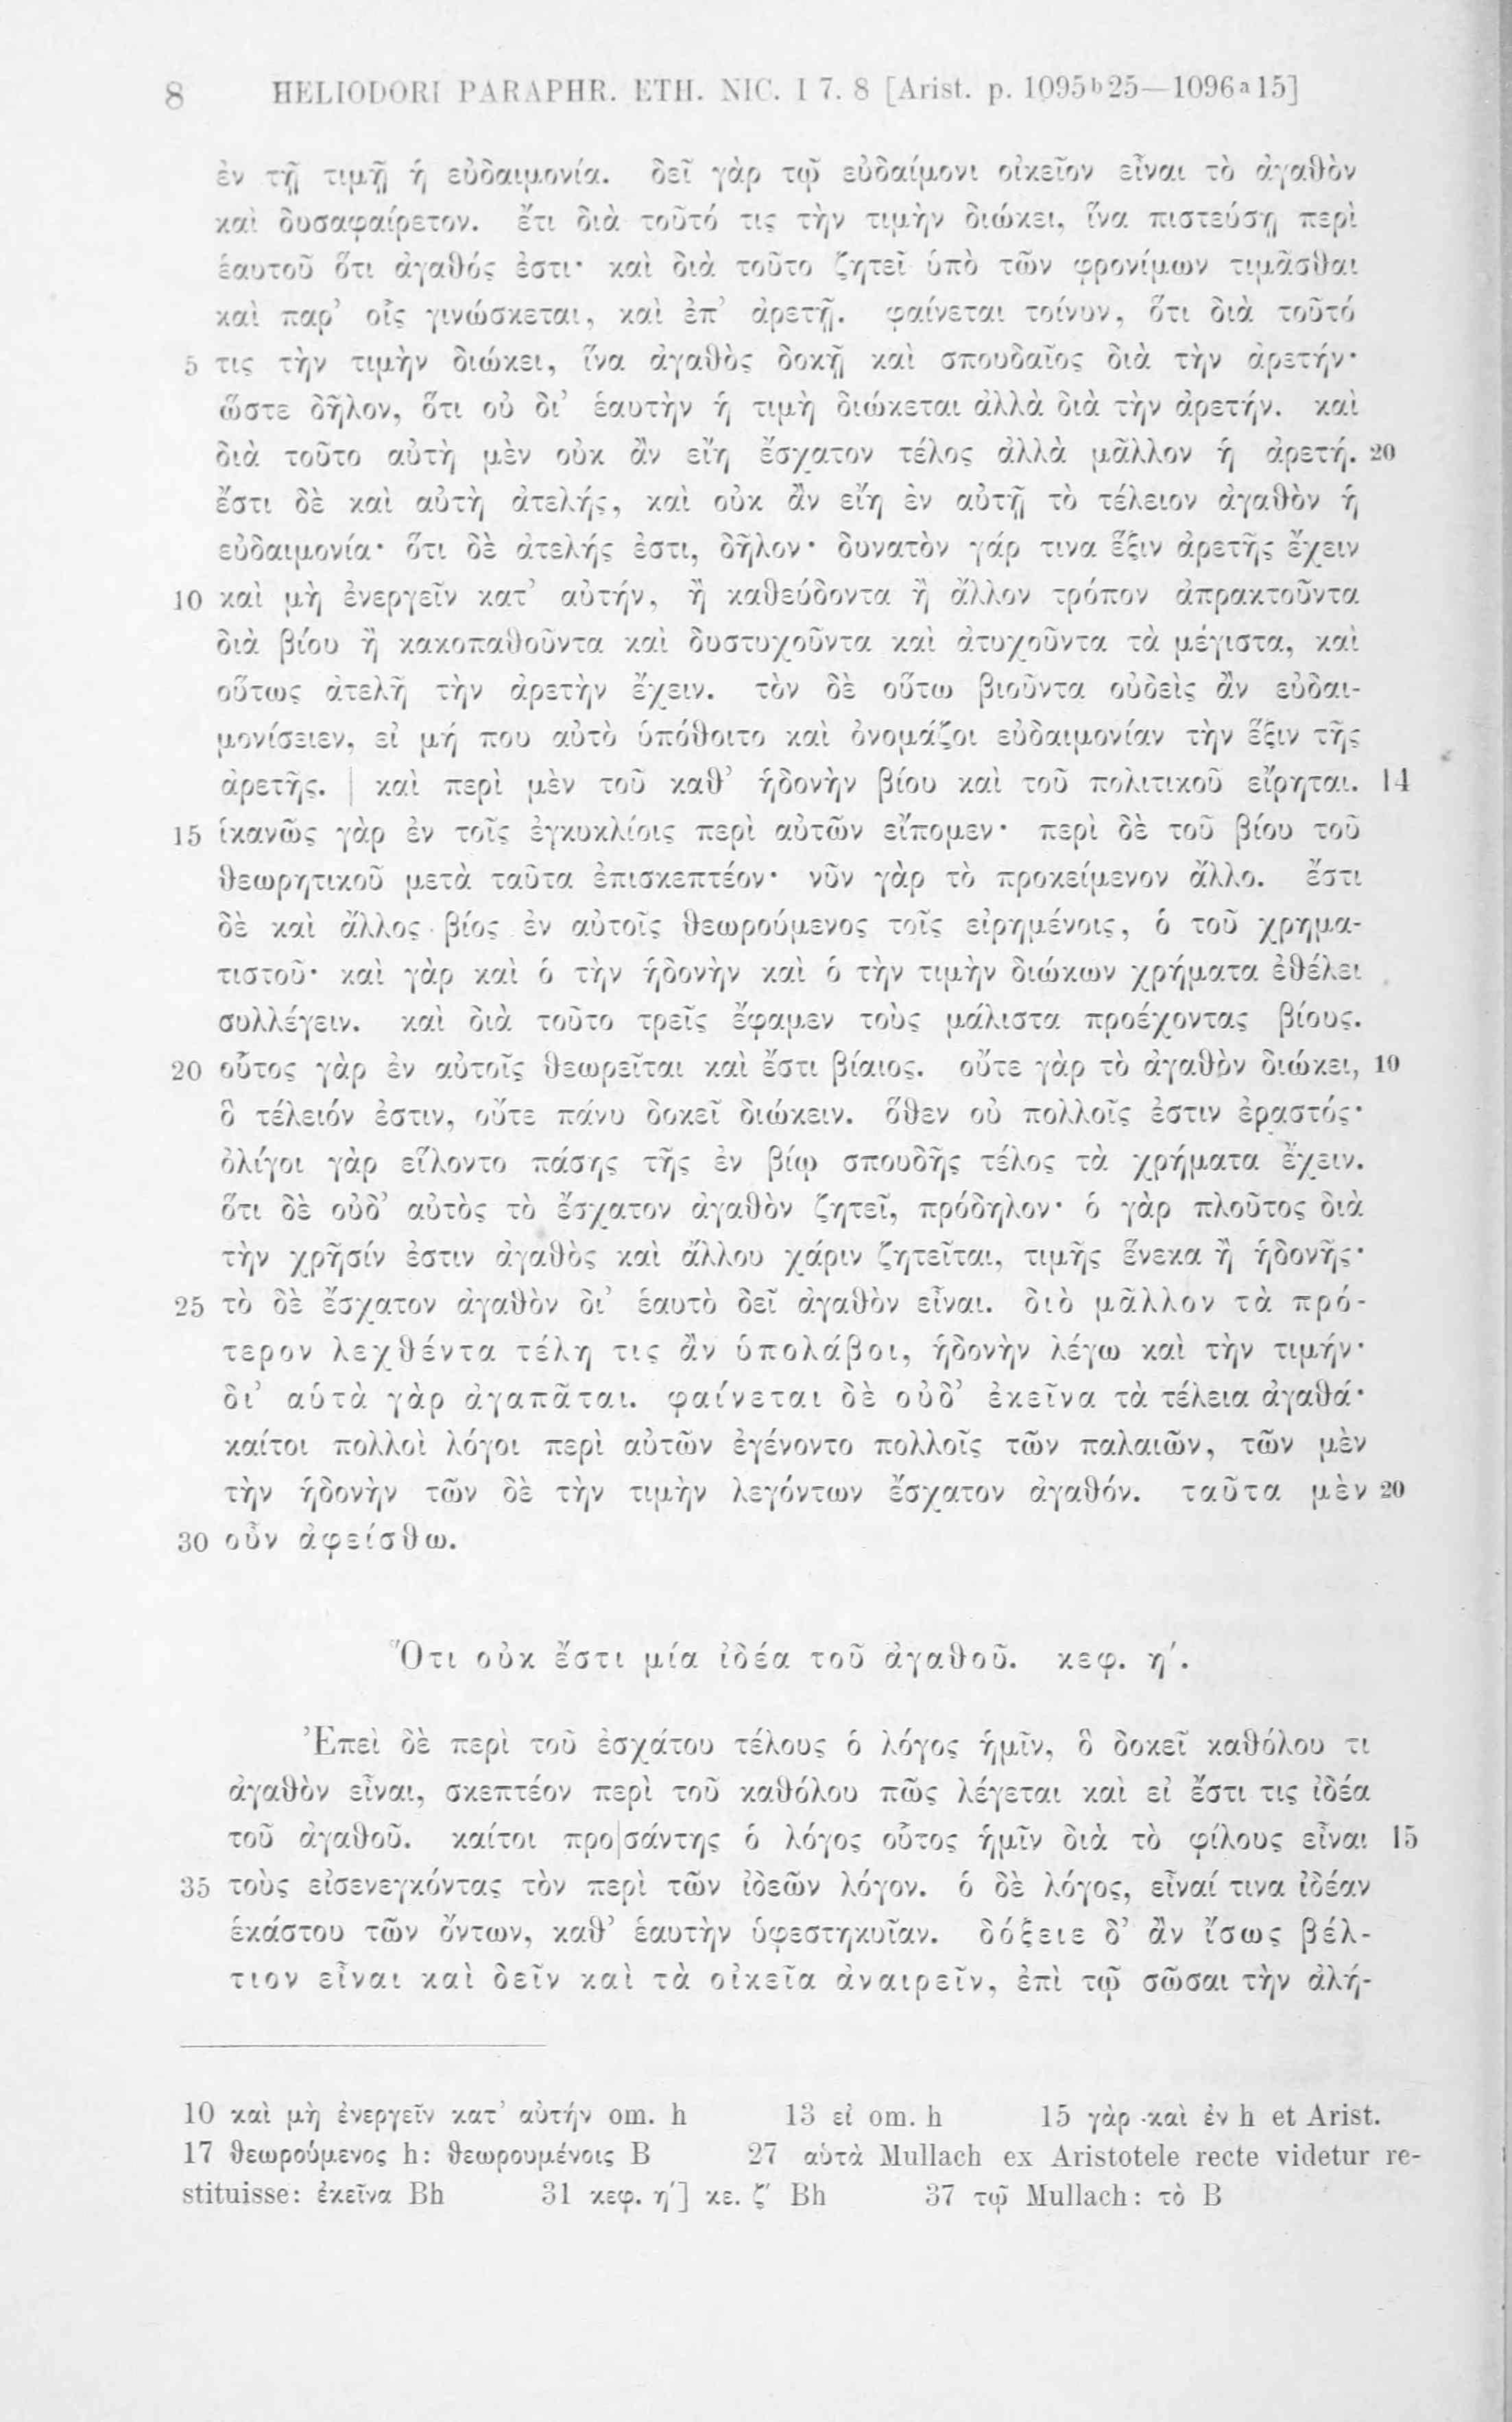 8 HELIODORI PARAPHR. ETH. NIC. I 7. 8 [Arist. p. 1095ᵇ25—1096ᵃ15]
ἐν τῇ τιμῇ ἡ εὐδαιμονία. δεῖ γὰρ τῷ εὐδαίμονι οἰκεῖον εἶναι τὸ ἀγαθὸν
καὶ δυσαφαίρετον. ἔτι διὰ τοῦτό τις τὴν τιμὴν διώκει, ἵνα πιστεύσῃ περὶ
ἑαυτοῦ ὅτι ἀγαθός ἐστι· καὶ διὰ τοῦτο ζητεῖ ὑπὸ τῶν φρονίμων τιμᾶσθαι
καὶ παρ’ οἷς γινώσκεται, καὶ ἐπ’ ἀρετῇ. φαίνεται τοίνυν, ὅτι διὰ τοῦτό
5 τις τὴν τιμὴν διώκει, ἵνα ἀγαθὸς δοκῇ καὶ σπουδαῖος διὰ τὴν ἀρετήν·
ὥστε δῆλον, ὅτι οὐ δι’ ἑαυτὴν ἡ τιμὴ διώκεται ἀλλὰ διὰ τὴν ἀρετήν. καὶ
διὰ τοῦτο αὐτὴ μὲν οὐκ ἂν εἴη ἔσχατον τέλος ἀλλὰ μᾶλλον ἡ ἀρετή. 20
ἔστι δὲ καὶ αὐτὴ ἀτελής, καὶ οὐκ ἂν εἴη ἐν αὐτῇ τὸ τέλειον ἀγαθὸν ἡ
εὐδαιμονία· ὅτι δὲ ἀτελής ἐστι, δῆλον· δυνατὸν γάρ τινα ἕξιν ἀρετῆς ἔχειν
10 καὶ μὴ ἐνεργεῖν κατ’ αὐτήν, ἢ καθεύδοντα ἢ ἄλλον τρόπον ἀπρακτοῦντα
διὰ βίου ἢ κακοπαθοῦντα καὶ δυστυχοῦντα καὶ ἀτυχοῦντα τὰ μέγιστα, καὶ
οὕτως ἀτελῆ τὴν ἀρετὴν ἔχειν. τὸν δὲ οὕτω βιοῦντα οὐδεὶς ἂν εὐδαι-
μονίσειεν, εἰ μή που αὐτὸ ὑπόθοιτο καὶ ὀνομάζοι εὐδαιμονίαν τὴν ἕξιν τῆς
ἀρετῆς. | καὶ περὶ μὲν τοῦ καθ’ ἡδονὴν βίου καὶ τοῦ πολιτικοῦ εἴρηται. 14
15 ἱκανῶς γὰρ ἐν τοῖς ἐγκυκλίοις περὶ αὐτῶν εἴπομεν· περὶ δὲ τοῦ βίου τοῦ
θεωρητικοῦ μετὰ ταῦτα ἐπισκεπτέον· νῦν γὰρ τὸ προκείμενον ἄλλο. ἔστι
δὲ καὶ ἄλλος βίος ἐν αὐτοῖς θεωρούμενος τοῖς εἰρημένοις, ὁ τοῦ χρημα-
τιστοῦ· καὶ γὰρ καὶ ὁ τὴν ἡδονὴν καὶ ὁ τὴν τιμὴν διώκων χρήματα ἐθέλει
συλλέγειν. καὶ διὰ τοῦτο τρεῖς ἔφαμεν τοὺς μάλιστα προέχοντας βίους.
20 οὗτος γὰρ ἐν αὐτοῖς θεωρεῖται καὶ ἔστι βίαιος. οὔτε γὰρ τὸ ἀγαθὸν διώκει, 10
ὃ τέλειόν ἐστιν, οὔτε πάνυ δοκεῖ διώκειν. ὅθεν οὐ πολλοῖς ἐστιν ἐραστός·
ὀλίγοι γὰρ εἵλοντο πάσης τῆς ἐν βίῳ σπουδῆς τέλος τὰ χρήματα ἔχειν.
ὅτι δὲ οὐδ’ αὐτὸς τὸ ἔσχατον ἀγαθὸν ζητεῖ, πρόδηλον· ὁ γὰρ πλοῦτος διὰ
τὴν χρῆσίν ἐστιν ἀγαθὸς καὶ ἄλλου χάριν ζητεῖται, τιμῆς ἕνεκα ἢ ἡδονῆς·
25 τὸ δὲ ἔσχατον ἀγαθὸν δι’ ἑαυτὸ δεῖ ἀγαθὸν εἶναι. διὸ μᾶλλον τὰ πρό-
τερον λεχθέντα τέλη τις ἂν ὑπολάβοι, ἡδονὴν λέγω καὶ τὴν τιμήν·
δι’ αὑτὰ γὰρ ἀγαπᾶται. φαίνεται δὲ οὐδ’ ἐκεῖνα τὰ τέλεια ἀγαθά·
καίτοι πολλοὶ λόγοι περὶ αὐτῶν ἐγένοντο πολλοῖς τῶν παλαιῶν, τῶν μὲν
τὴν ἡδονὴν τῶν δὲ τὴν τιμὴν λεγόντων ἔσχατον ἀγαθόν. ταῦτα μὲν 20
30 οὖν ἀφείσθω.
Ὅτι οὐκ ἔστι μία ἰδέα τοῦ ἀγαθοῦ. κεφ. η′.
Ἐπεὶ δὲ περὶ τοῦ ἐσχάτου τέλους ὁ λόγος ἡμῖν, ὃ δοκεῖ καθόλου τι
ἀγαθὸν εἶναι, σκεπτέον περὶ τοῦ καθόλου πῶς λέγεται καὶ εἰ ἔστι τις ἰδέα
τοῦ ἀγαθοῦ. καίτοι προ|σάντης ὁ λόγος οὗτος ἡμῖν διὰ τὸ φίλους εἶναι 15
35 τοὺς εἰσενεγκόντας τὸν περὶ τῶν ἰδεῶν λόγον. ὁ δὲ λόγος, εἶναί τινα ἰδέαν
ἑκάστου τῶν ὄντων, καθ’ ἑαυτὴν ὑφεστηκυῖαν. δόξειε δ’ ἂν ἴσως βέλ-
τιον εἶναι καὶ δεῖν καὶ τὰ οἰκεῖα ἀναιρεῖν, ἐπὶ τῷ σῶσαι τὴν ἀλή-
10 καὶ μὴ ἐνεργεῖν κατ’ αὐτήν om. h 13 εἰ om. h 15 γὰρ καὶ ἐν h et Arist.
17 θεωρούμενος h: θεωρουμένοις B 27 αὑτὰ Mullach ex Aristotele recte videtur re-
stituisse: ἐκεῖνα Bh 31 κεφ. η′] κε. ζ′ Bh 37 τῷ Mullach: τὸ B